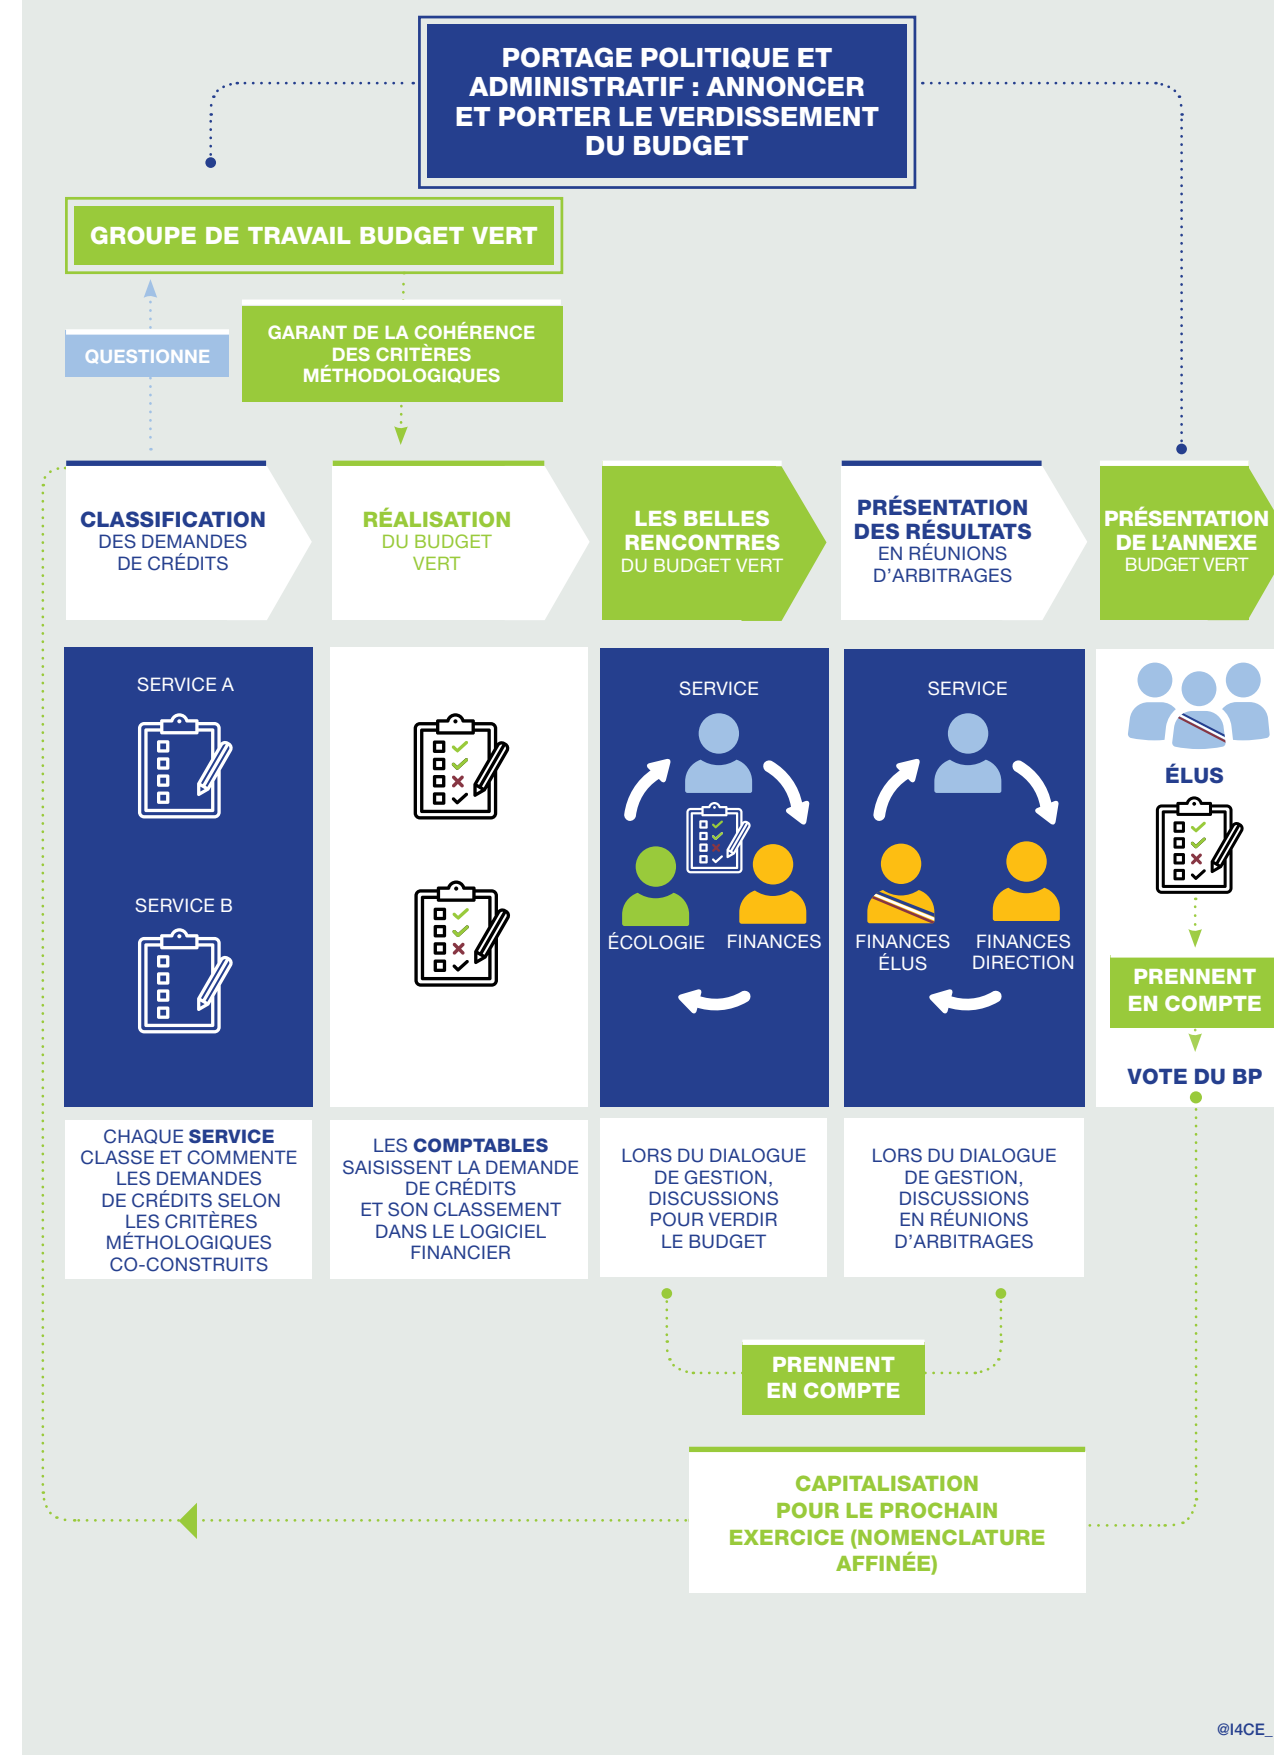 PORTAGE POLITIQUE ET
ADMINISTRATIF : ANNONCER
ET PORTER LE VERDISSEMENT
DU BUDGET
GROUPE DE TRAVAIL BUDGET VERT
QUESTIONNE
GARANT DE LA COHÉRENCE
DES CRITÈRES
MÉTHODOLOGIQUES
CLASSIFICATION
DES DEMANDES
DE CRÉDITS
RÉALISATION
DU BUDGET
VERT
LES BELLES
RENCONTRES
DU BUDGET VERT
PRÉSENTATION
DES RÉSULTATS
EN RÉUNIONS
D'ARBITRAGES
PRÉSENTATION
DE L'ANNEXE
BUDGET VERT
SERVICE A
SERVICE B
SERVICE
ÉCOLOGIE
FINANCES
SERVICE
FINANCES
ÉLUS
FINANCES
DIRECTION
ÉLUS
PRENNENT
EN COMPTE
VOTE DU BP
CHAQUE SERVICE
CLASSE ET COMMENTE
LES DEMANDES
DE CRÉDITS SELON
LES CRITÈRES
MÉTHOLOGIQUES
CO-CONSTRUITS
LES COMPTABLES
SAISISSENT LA DEMANDE
DE CRÉDITS
ET SON CLASSEMENT
DANS LE LOGICIEL
FINANCIER
LORS DU DIALOGUE
DE GESTION,
DISCUSSIONS
POUR VERDIR
LE BUDGET
LORS DU DIALOGUE
DE GESTION,
DISCUSSIONS
EN RÉUNIONS
D'ARBITRAGES
PRENNENT
EN COMPTE
CAPITALISATION
POUR LE PROCHAIN
EXERCICE (NOMENCLATURE
AFFINÉE)
@I4CE_